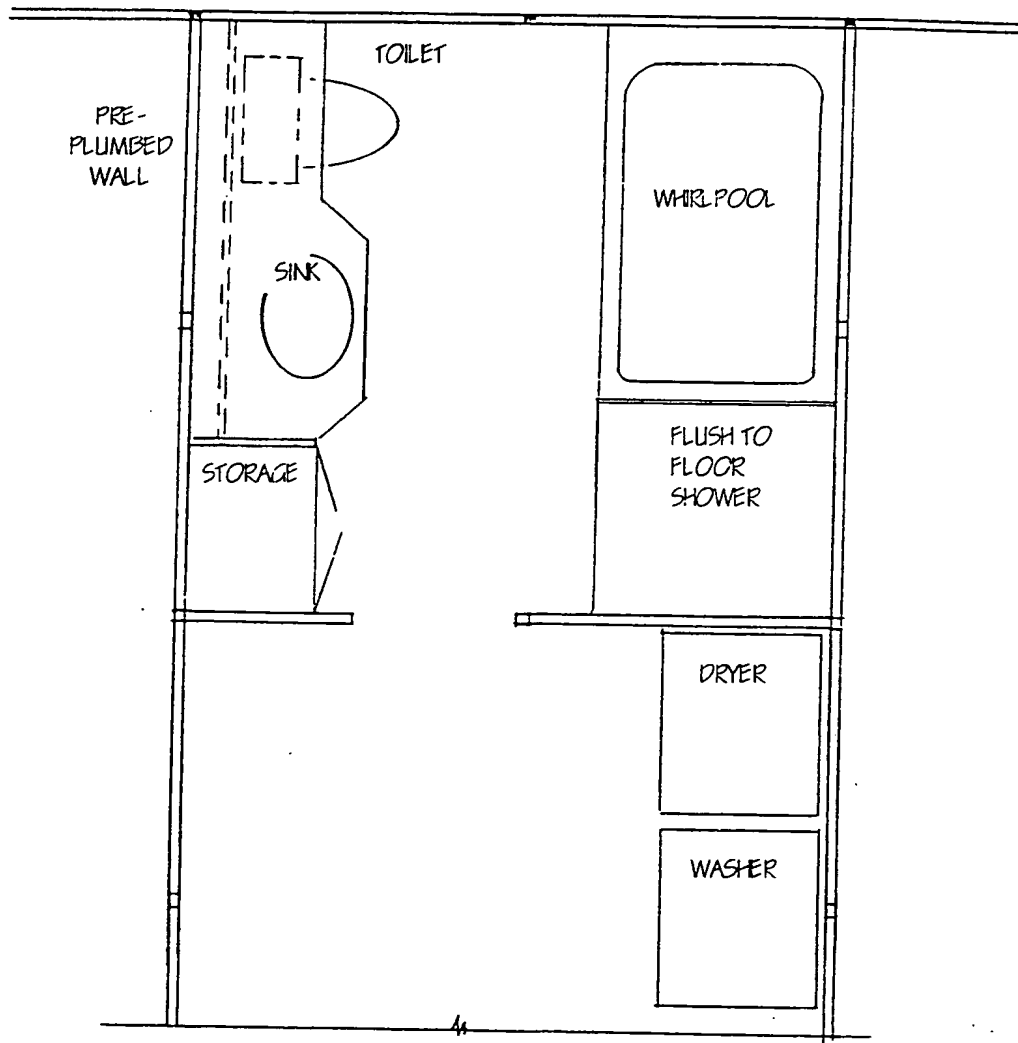 TOILET
PRE-
PLUMBED
WALL
WHIRLPOOL
SINK
FLUSH TO
FLOOR
SHOWER
STORAGE
DRYER
WASHER